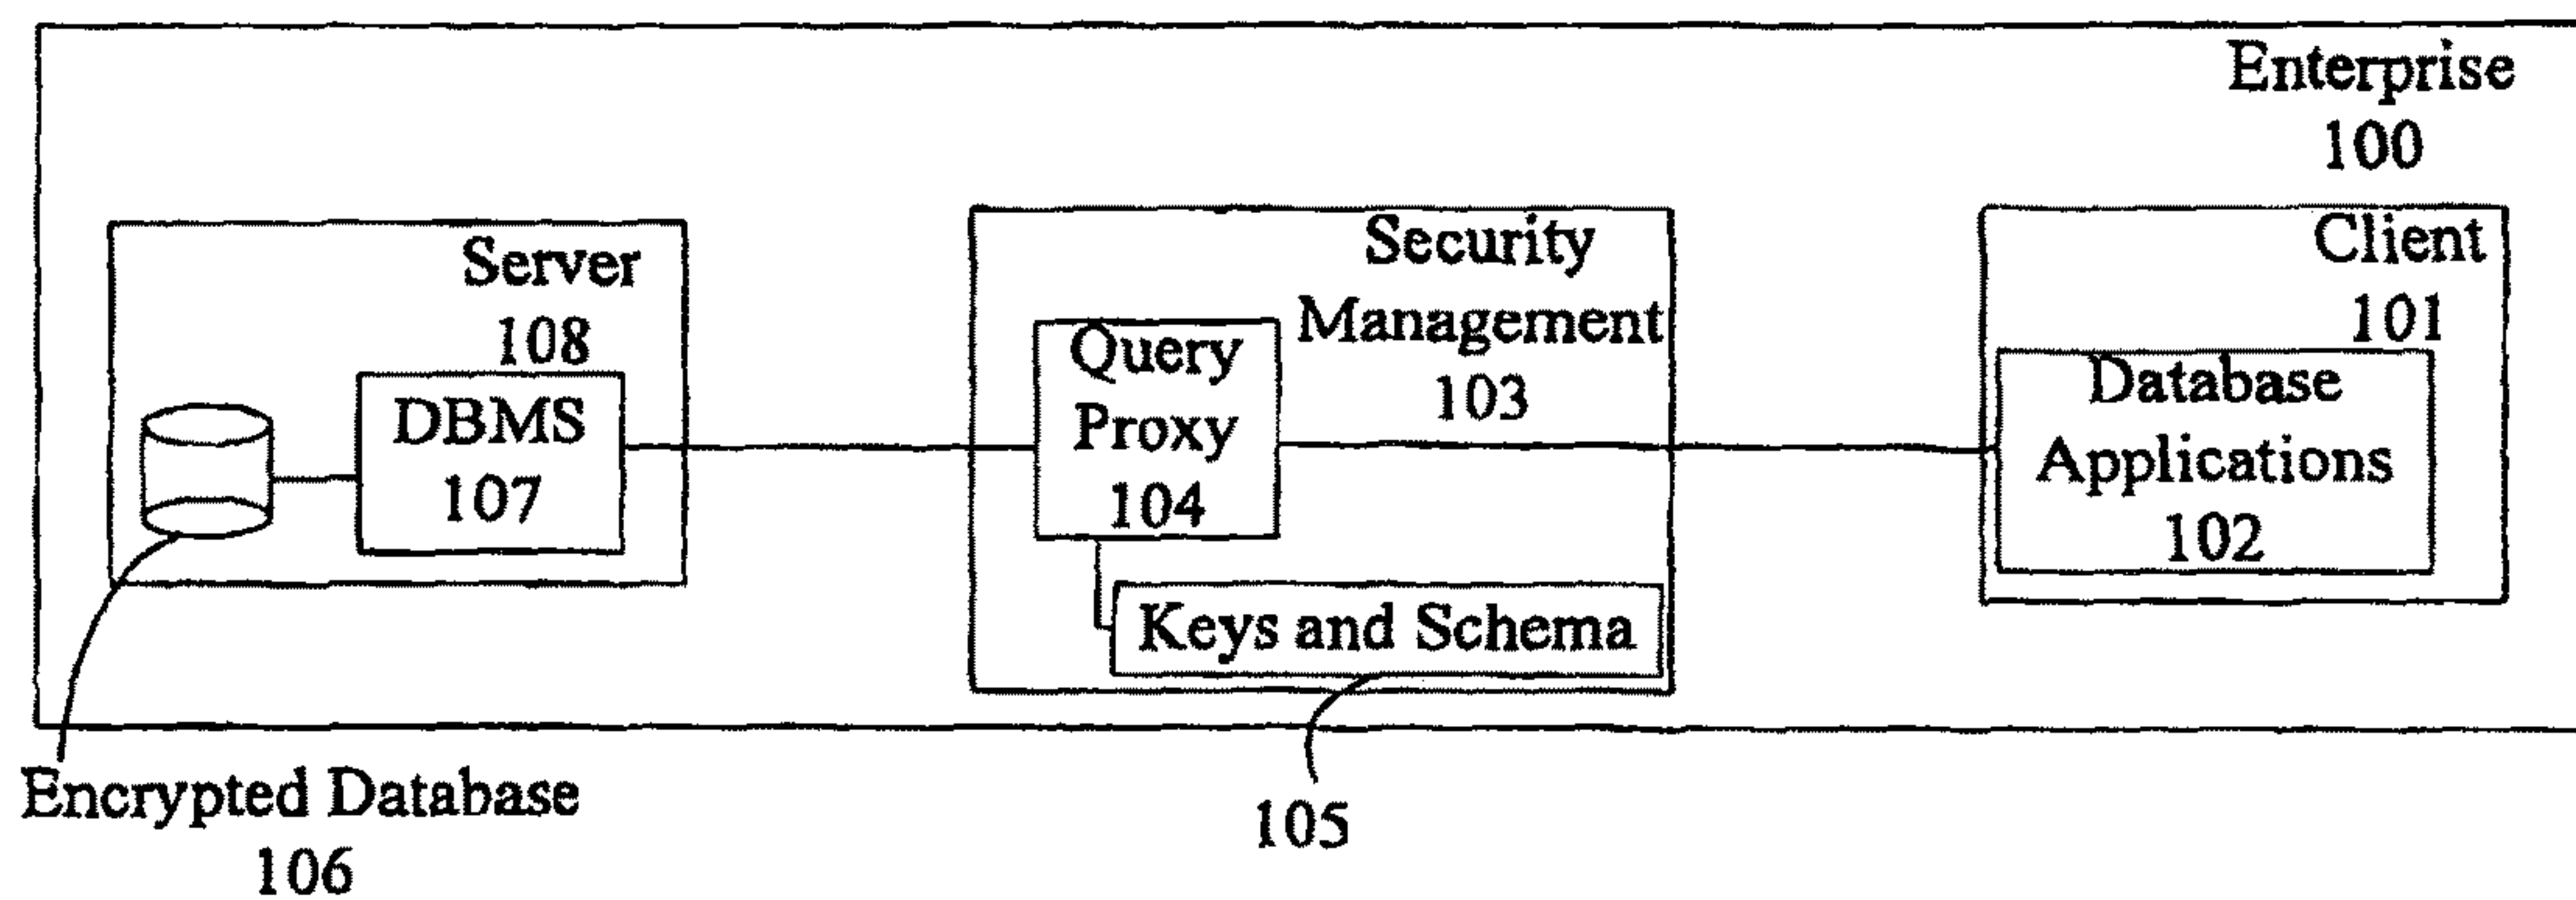 Enterprise
100
Server
108
DBMS
107
Security
Management
103
Query
Proxy
104
Keys and Schema
Client
101
Database
Applications
102
Encrypted Database
106
105